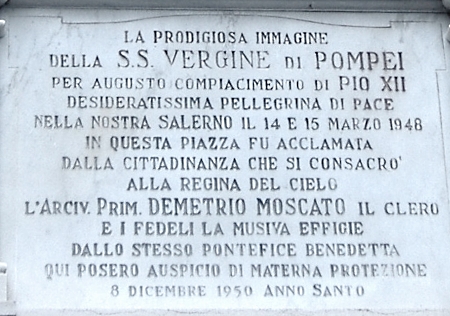 LA PRODIGIOSA IMMAGINE
DELLA S.S. VERGINE DI POMPEI
PER AUGUSTO COMPIACIMENTO DI PIO XII
DESIDERATISSIMA PELLEGRINA DI PACE
NELLA NOSTRA SALERNO IL 14 E 15 MARZO 1948
IN QUESTA PIAZZA FU ACCLAMATA
DALLA CITTADINANZA CHE SI CONSACRO'
ALLA REGINA DEL CIELO
L'ARCIV. PRIM. DEMETRIO MOSCATO IL CLERO
E I FEDELI LA MUSIVA EFFIGIE
DALLO STESSO PONTEFICE BENEDETTA
QUI POSERO AUSPICIO DI MATERNA PROTEZIONE
8 DICEMBRE 1950 ANNO SANTO